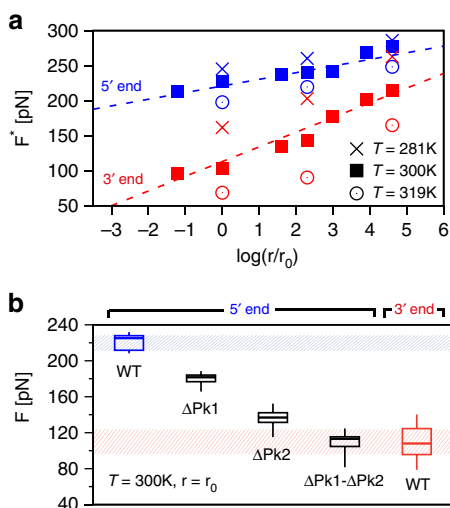 a
300
250
200
150
100
50
F* [pN]
5′ end
3′ end
T = 281K
T = 300K
T = 319K
−3 −2 −1 0 1 2 3 4 5 6
log(r/r0)
b
5′ end 3′ end
240
200
160
120
80
40
F [pN]
WT
ΔPk1
ΔPk2
ΔPk1-ΔPk2
WT
T = 300K, r = r0